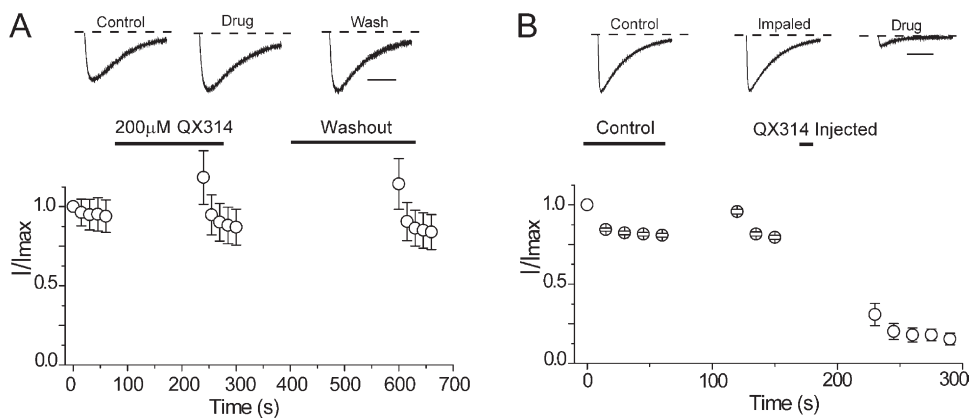 A
Control
Drug
Wash
200μM QX314
Washout
I/Imax
1.0
0.5
0.0
0 100 200 300 400 500 600 700
Time (s)
B
Control
Impaled
Drug
Control
QX314 Injected
I/Imax
1.0
0.5
0.0
0 100 200 300
Time (s)